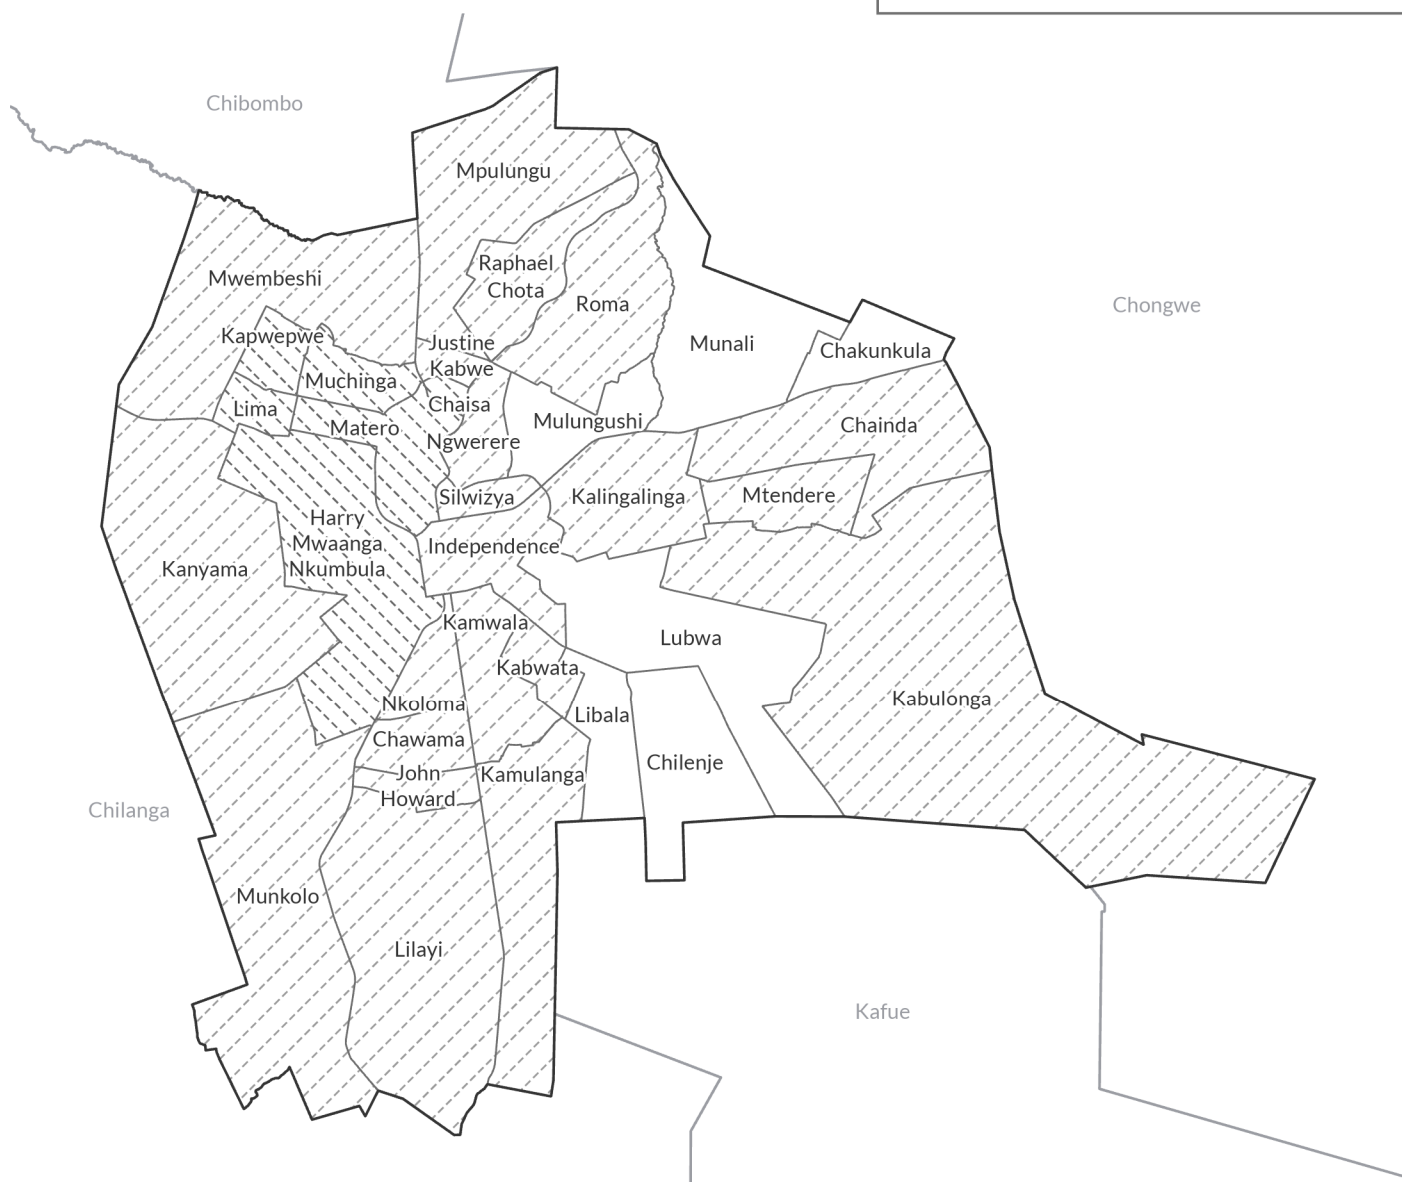 Chibombo
Mpulungu
Mwembeshi
Raphael
Chota
Roma
Chongwe
Kapwepwe
Justine
Kabwe
Munali
Chakunkula
Muchinga
Lima
Chaisa
Matero
Ngwerere
Mulungushi
Chainda
Silwizya
Kalingalinga
Mtendere
Harry
Mwaanga
Nkumbula
Independence
Kanyama
Kamwala
Lubwa
Kabwata
Kabulonga
Nkoloma
Libala
Chawama
Chilenje
John
Howard
Kamulanga
Chilanga
Munkolo
Lilayi
Kafue